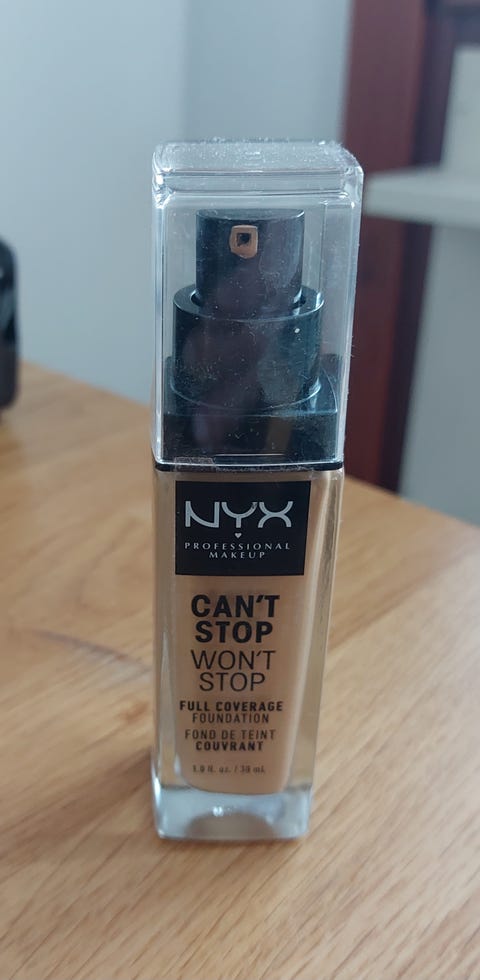 NYX
PROFESSIONAL
MAKEUP
CAN'T
STOP
WON'T
STOP
FULL COVERAGE
FOUNDATION
FOND DE TEINT
COUVRANT
1.0 fl. oz. / 30 mL